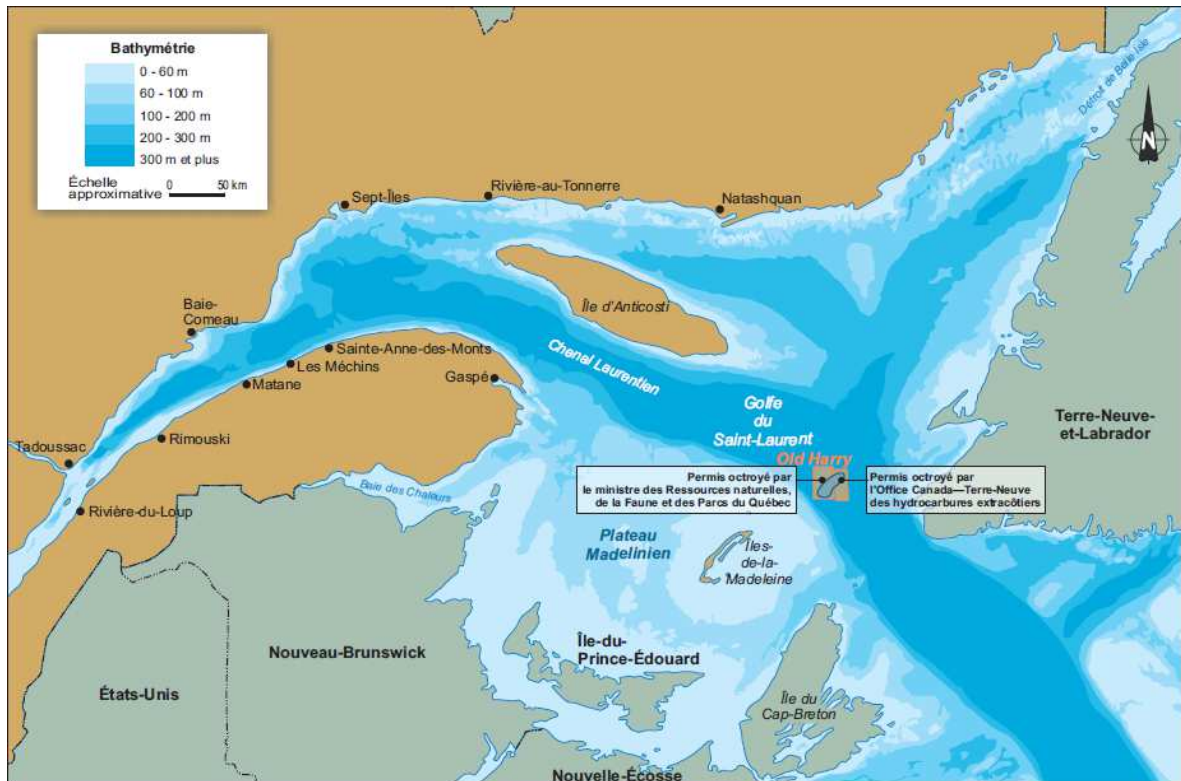 Bathymétrie
0 - 60 m
60 - 100 m
100 - 200 m
200 - 300 m
300 m et plus
Échelle
approximative
0 50 km
Détroit de Belle Isle
N
Sept-Îles
Rivière-au-Tonnerre
Natashquan
Baie-
Comeau
Île d'Anticosti
Sainte-Anne-des-Monts
Les Méchins
Matane
Gaspé
Chenal Laurentien
Golfe
du
Saint-Laurent
Old Harry
Terre-Neuve-
et-Labrador
Tadoussac
Rimouski
Rivière-du-Loup
Baie des Chaleurs
Permis octroyé par
le ministre des Ressources naturelles,
de la Faune et des Parcs du Québec
Permis octroyé par
l'Office Canada—Terre-Neuve
des hydrocarbures extracôtiers
Plateau
Madelinien
Îles-
de-la-
Madeleine
Nouveau-Brunswick
Île-du-
Prince-Édouard
États-Unis
Île du
Cap-Breton
Nouvelle-Écosse